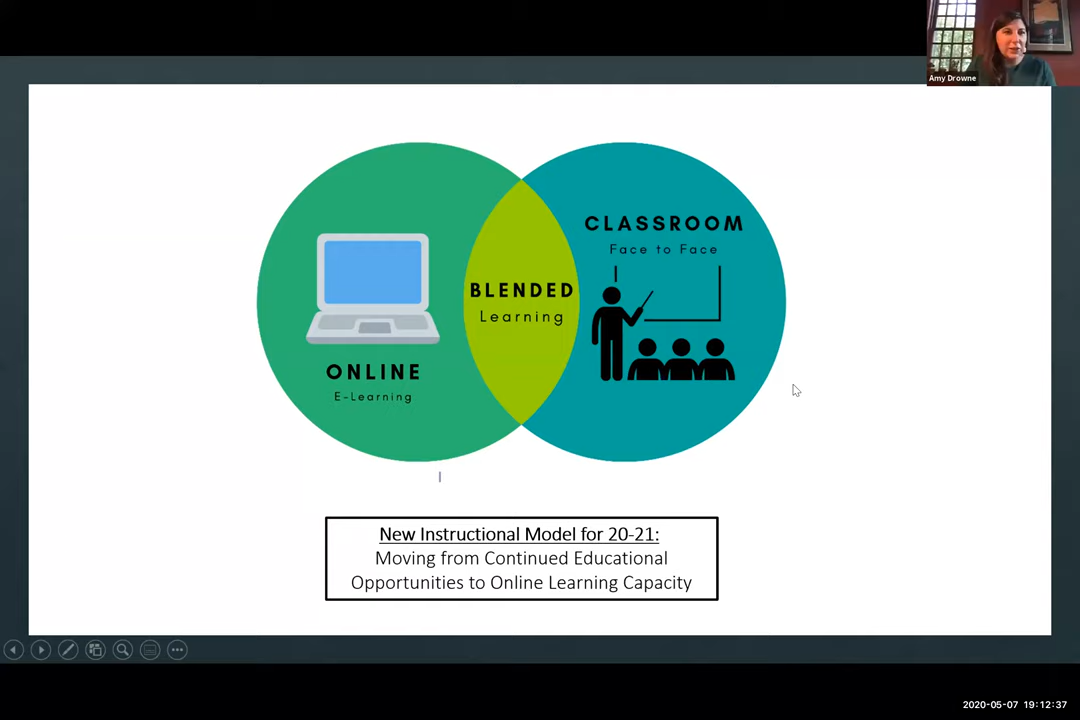 Amy Drowne
CLASSROOM
Face to Face
BLENDED
Learning
ONLINE
E-Learning
New Instructional Model for 20-21:
Moving from Continued Educational
Opportunities to Online Learning Capacity
2020-05-07 19:12:37